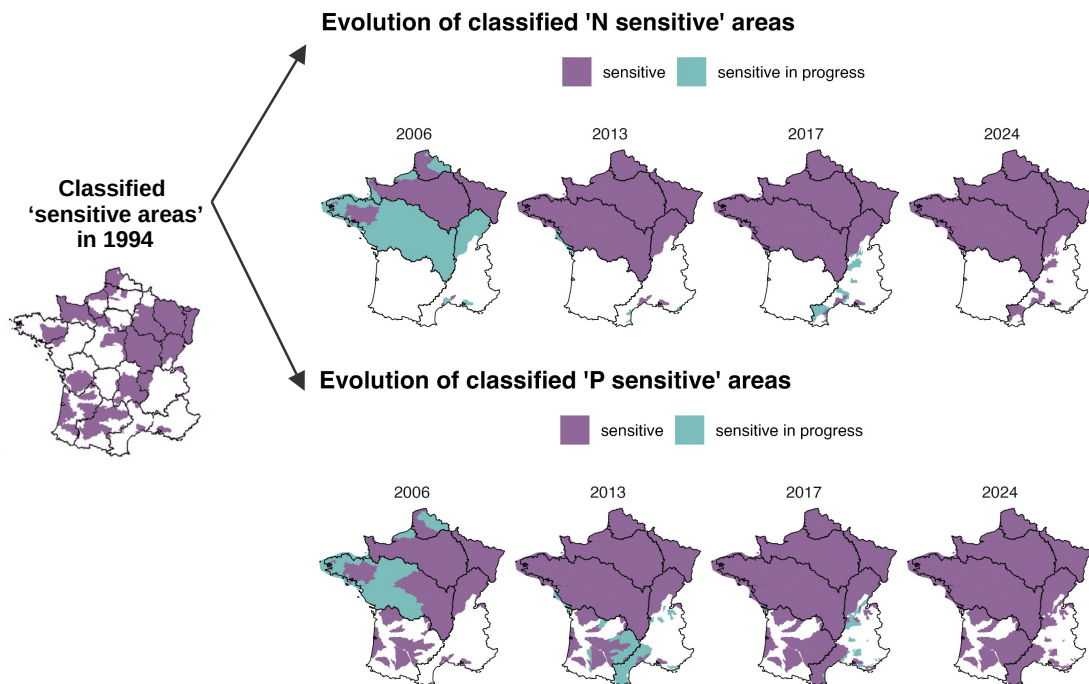 Evolution of classified 'N sensitive' areas
sensitive
sensitive in progress
2006
2013
2017
2024
Classified
‘sensitive areas’
in 1994
Evolution of classified 'P sensitive' areas
sensitive
sensitive in progress
2006
2013
2017
2024